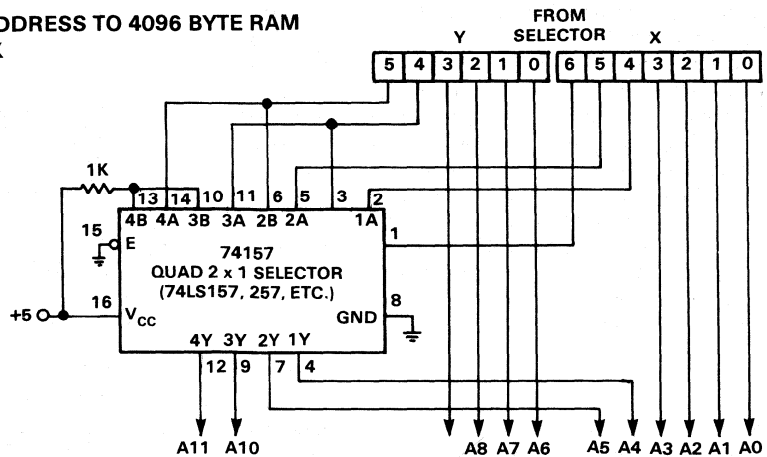 DDRESS TO 4096 BYTE RAM
FROM
SELECTOR
Y X
5 4 3 2 1 0 6 5 4 3 2 1 0
1K
13 14 10 11 6 5 3 2
4B 4A 3B 3A 2B 2A 1A
15
E
1
74157
QUAD 2 x 1 SELECTOR
(74LS157, 257, ETC.)
+5 16 VCC
8
GND
4Y 3Y 2Y 1Y
12 9 7 4
A11 A10 A8 A7 A6 A5 A4 A3 A2 A1 A0